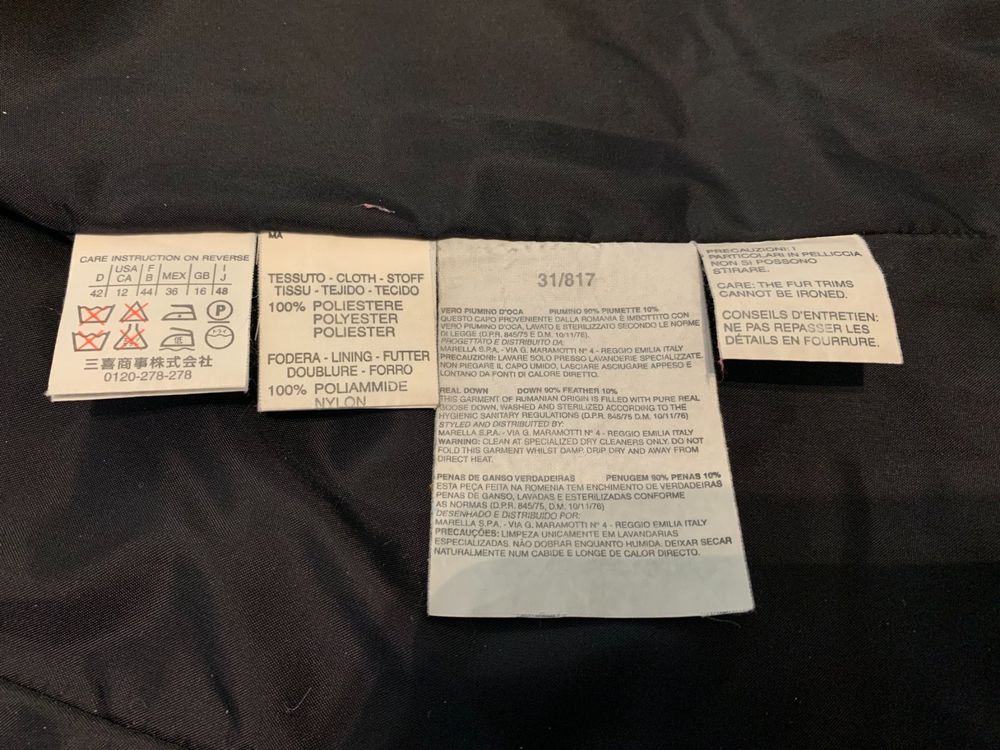 CARE INSTRUCTION ON REVERSE
D USA CA F B MEX GB I J
42 12 44 36 16 48
P
低 ドライ
三喜商事株式会社
0120-278-278
MA
TESSUTO - CLOTH - STOFF
TISSU - TEJIDO - TECIDO
100% POLIESTERE
POLYESTER
POLIESTER
FODERA - LINING - FUTTER
DOUBLURE - FORRO
100% POLIAMMIDE
NYLON
31/817
VERO PIUMINO D'OCA PIUMINO 90% PIUMETTE 10%
QUESTO CAPO PROVENIENTE DALLA ROMANIA È IMBOTTITO CON
VERO PIUMINO D'OCA, LAVATO E STERILIZZATO SECONDO LE NORME
DI LEGGE (D.P.R. 845/75 E D.M. 10/11/76).
PROGETTATO E DISTRIBUITO DA:
MARELLA S.P.A. - VIA G. MARAMOTTI N° 4 - REGGIO EMILIA ITALY
PRECAUZIONI: LAVARE SOLO PRESSO LAVANDERIE SPECIALIZZATE.
NON PIEGARE IL CAPO UMIDO, LASCIARE ASCIUGARE APPESO E
LONTANO DA FONTI DI CALORE DIRETTO.
REAL DOWN DOWN 90% FEATHER 10%
THIS GARMENT OF RUMANIAN ORIGIN IS FILLED WITH PURE REAL
GOOSE DOWN, WASHED AND STERILIZED ACCORDING TO THE
HYGIENIC SANITARY REGULATIONS (D.P.R. 845/75 D.M. 10/11/76)
STYLED AND DISTRIBUTED BY:
MARELLA S.P.A. - VIA G. MARAMOTTI N° 4 - REGGIO EMILIA ITALY
WARNING: CLEAN AT SPECIALIZED DRY CLEANERS ONLY. DO NOT
FOLD THIS GARMENT WHILST DAMP. DRIP DRY AND AWAY FROM
DIRECT HEAT.
PENAS DE GANSO VERDADEIRAS PENUGEM 90% PENAS 10%
ESTA PEÇA FEITA NA ROMENIA TEM ENCHIMENTO DE VERDADEIRAS
PENAS DE GANSO, LAVADAS E ESTERILIZADAS CONFORME
AS NORMAS (D.P.R. 845/75, D.M. 10/11/76)
DESENHADO E DISTRIBUIDO POR:
MARELLA S.P.A. - VIA G. MARAMOTTI N° 4 - REGGIO EMILIA ITALY
PRECAUÇÕES: LIMPEZA UNICAMENTE EM LAVANDARIAS
ESPECIALIZADAS. NÃO DOBRAR ENQUANTO HUMIDA. DEIXAR SECAR
NATURALMENTE NUM CABIDE E LONGE DE CALOR DIRECTO.
PRECAUZIONI: I
PARTICOLARI IN PELLICCIA
NON SI POSSONO
STIRARE.
CARE: THE FUR TRIMS
CANNOT BE IRONED.
CONSEILS D'ENTRETIEN:
NE PAS REPASSER LES
DÉTAILS EN FOURRURE.